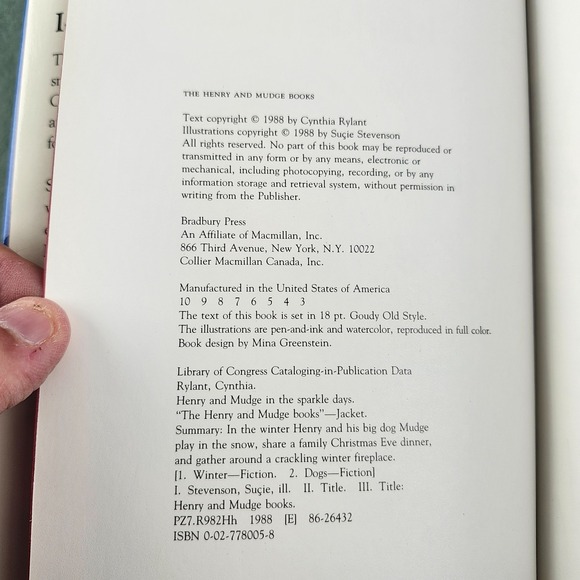 THE HENRY AND MUDGE BOOKS
Text copyright © 1988 by Cynthia Rylant
Illustrations copyright © 1988 by Suçie Stevenson
All rights reserved. No part of this book may be reproduced or
transmitted in any form or by any means, electronic or
mechanical, including photocopying, recording, or by any
information storage and retrieval system, without permission in
writing from the Publisher.
Bradbury Press
An Affiliate of Macmillan, Inc.
866 Third Avenue, New York, N.Y. 10022
Collier Macmillan Canada, Inc.
Manufactured in the United States of America
10 9 8 7 6 5 4 3
The text of this book is set in 18 pt. Goudy Old Style.
The illustrations are pen-and-ink and watercolor, reproduced in full color.
Book design by Mina Greenstein.
Library of Congress Cataloging-in-Publication Data
Rylant, Cynthia.
Henry and Mudge in the sparkle days.
"The Henry and Mudge books"—Jacket.
Summary: In the winter Henry and his big dog Mudge
play in the snow, share a family Christmas Eve dinner,
and gather around a crackling winter fireplace.
[1. Winter—Fiction. 2. Dogs—Fiction]
I. Stevenson, Suçie, ill. II. Title. III. Title:
Henry and Mudge books.
PZ7.R982Hh 1988 [E] 86-26432
ISBN 0-02-778005-8